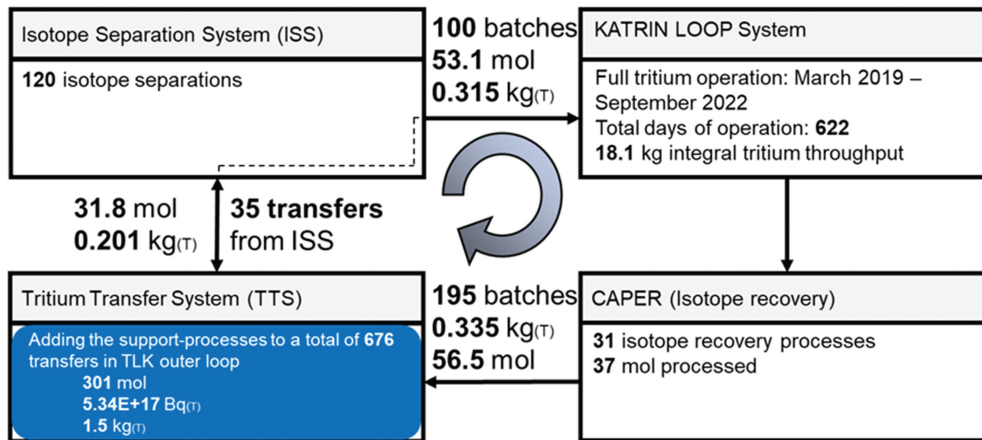 Isotope Separation System (ISS)
120 isotope separations
100 batches
53.1 mol
0.315 kg(T)
KATRIN LOOP System
Full tritium operation: March 2019 –
September 2022
Total days of operation: 622
18.1 kg integral tritium throughput
31.8 mol
0.201 kg(T)
35 transfers
from ISS
Tritium Transfer System (TTS)
Adding the support-processes to a total of 676
transfers in TLK outer loop
301 mol
5.34E+17 Bq(T)
1.5 kg(T)
195 batches
0.335 kg(T)
56.5 mol
CAPER (Isotope recovery)
31 isotope recovery processes
37 mol processed